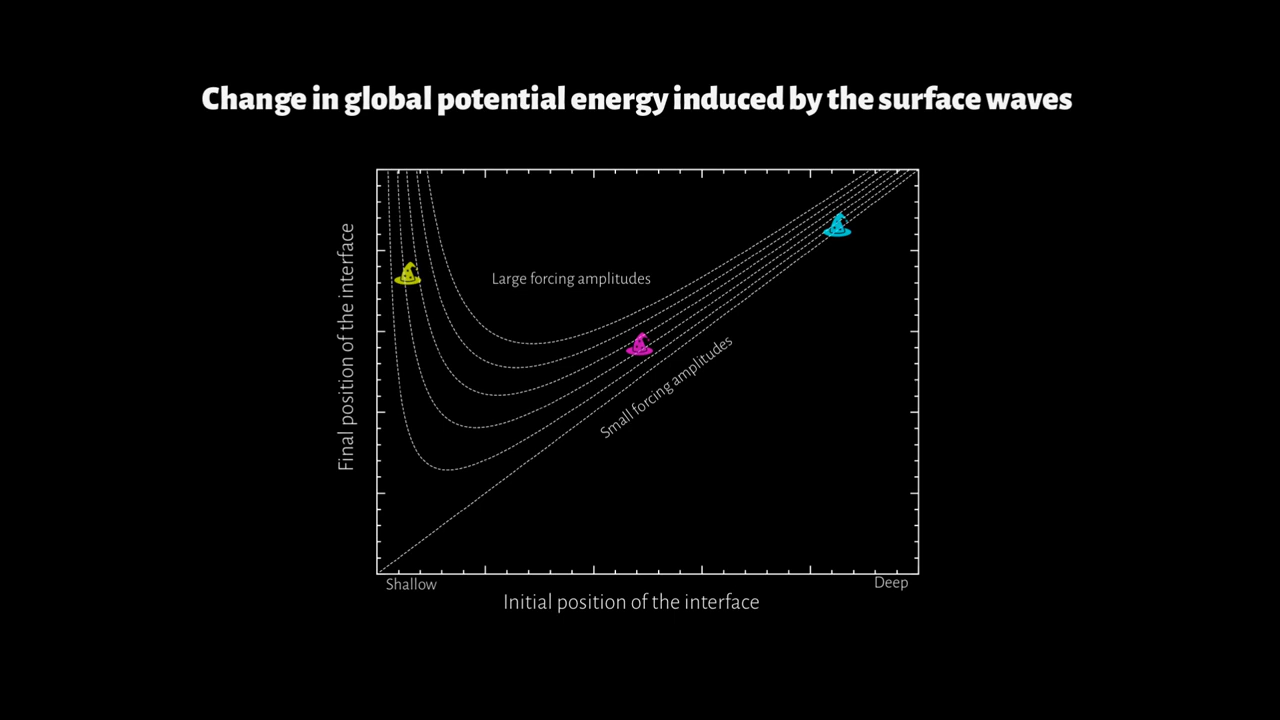 Change in global potential energy induced by the surface waves
Final position of the interface
Large forcing amplitudes
Small forcing amplitudes
Shallow
Deep
Initial position of the interface